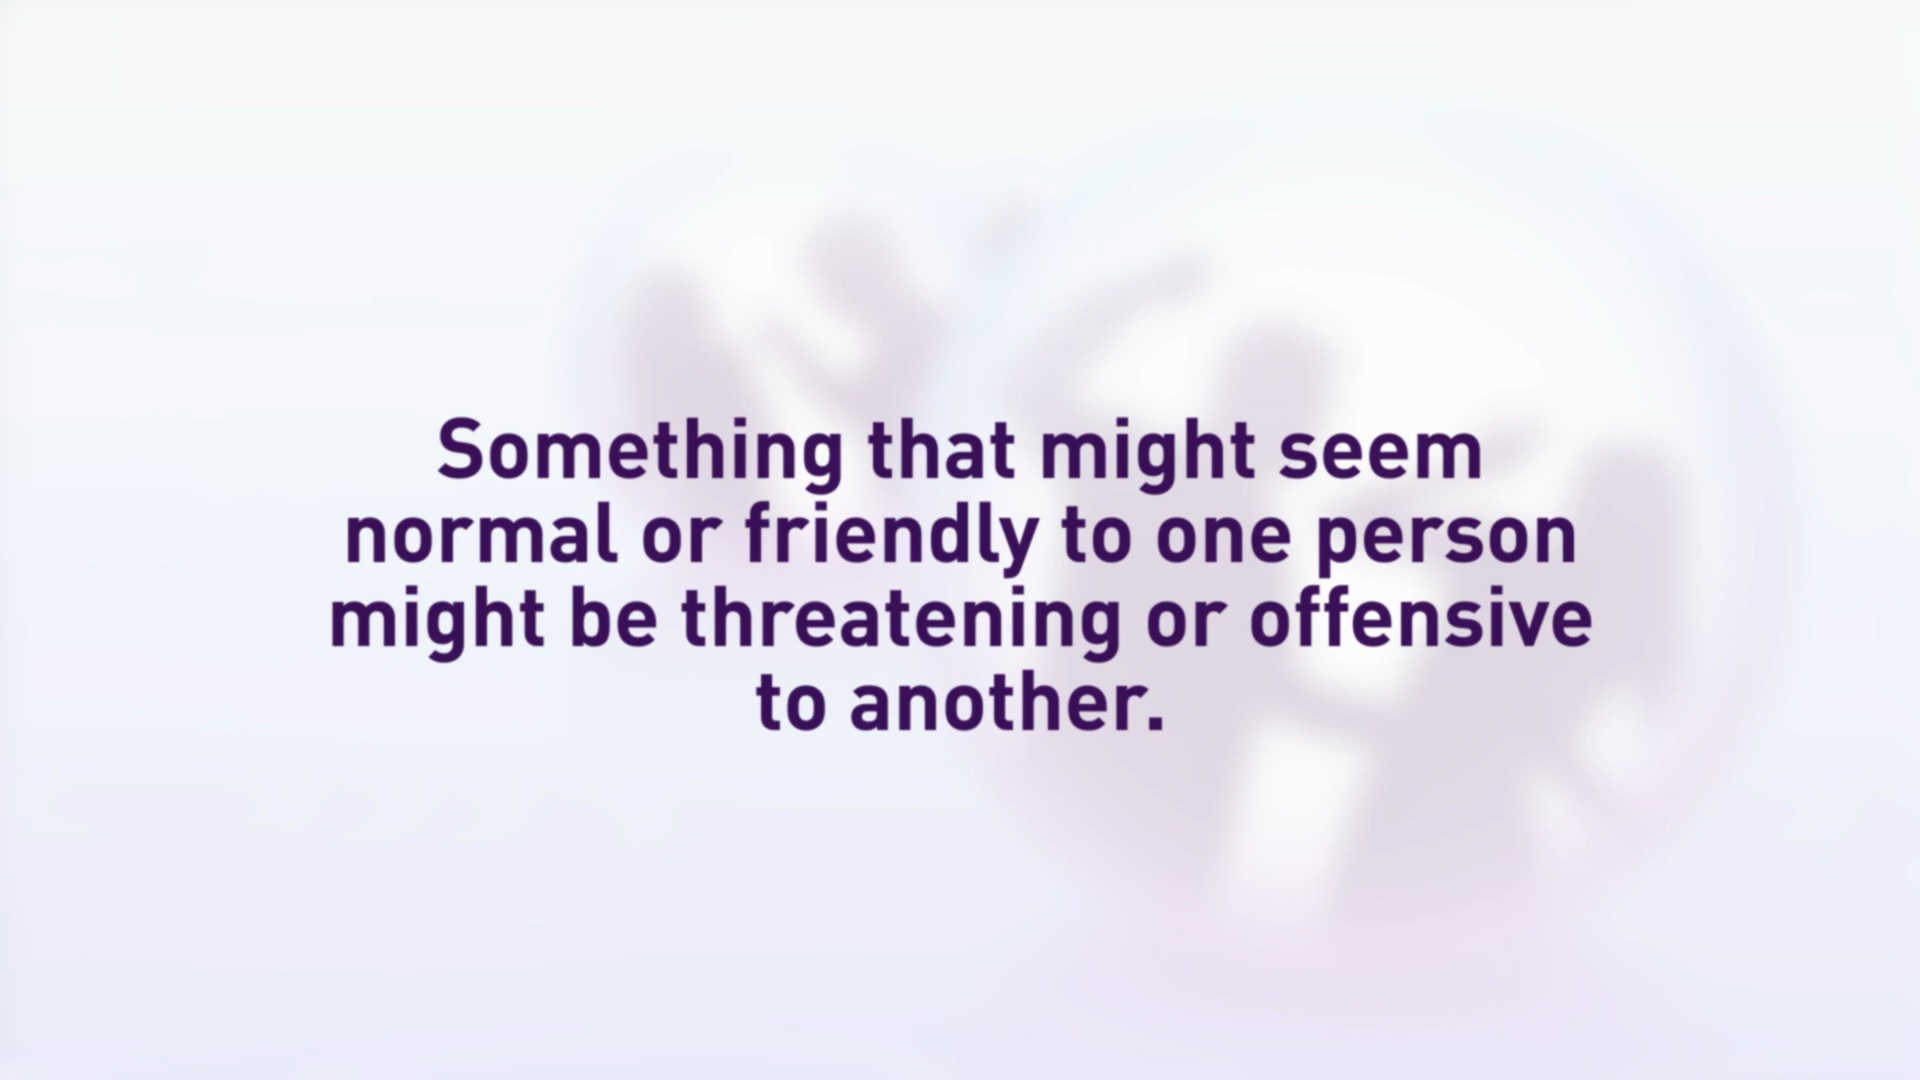 Something that might seem
normal or friendly to one person
might be threatening or offensive
to another.